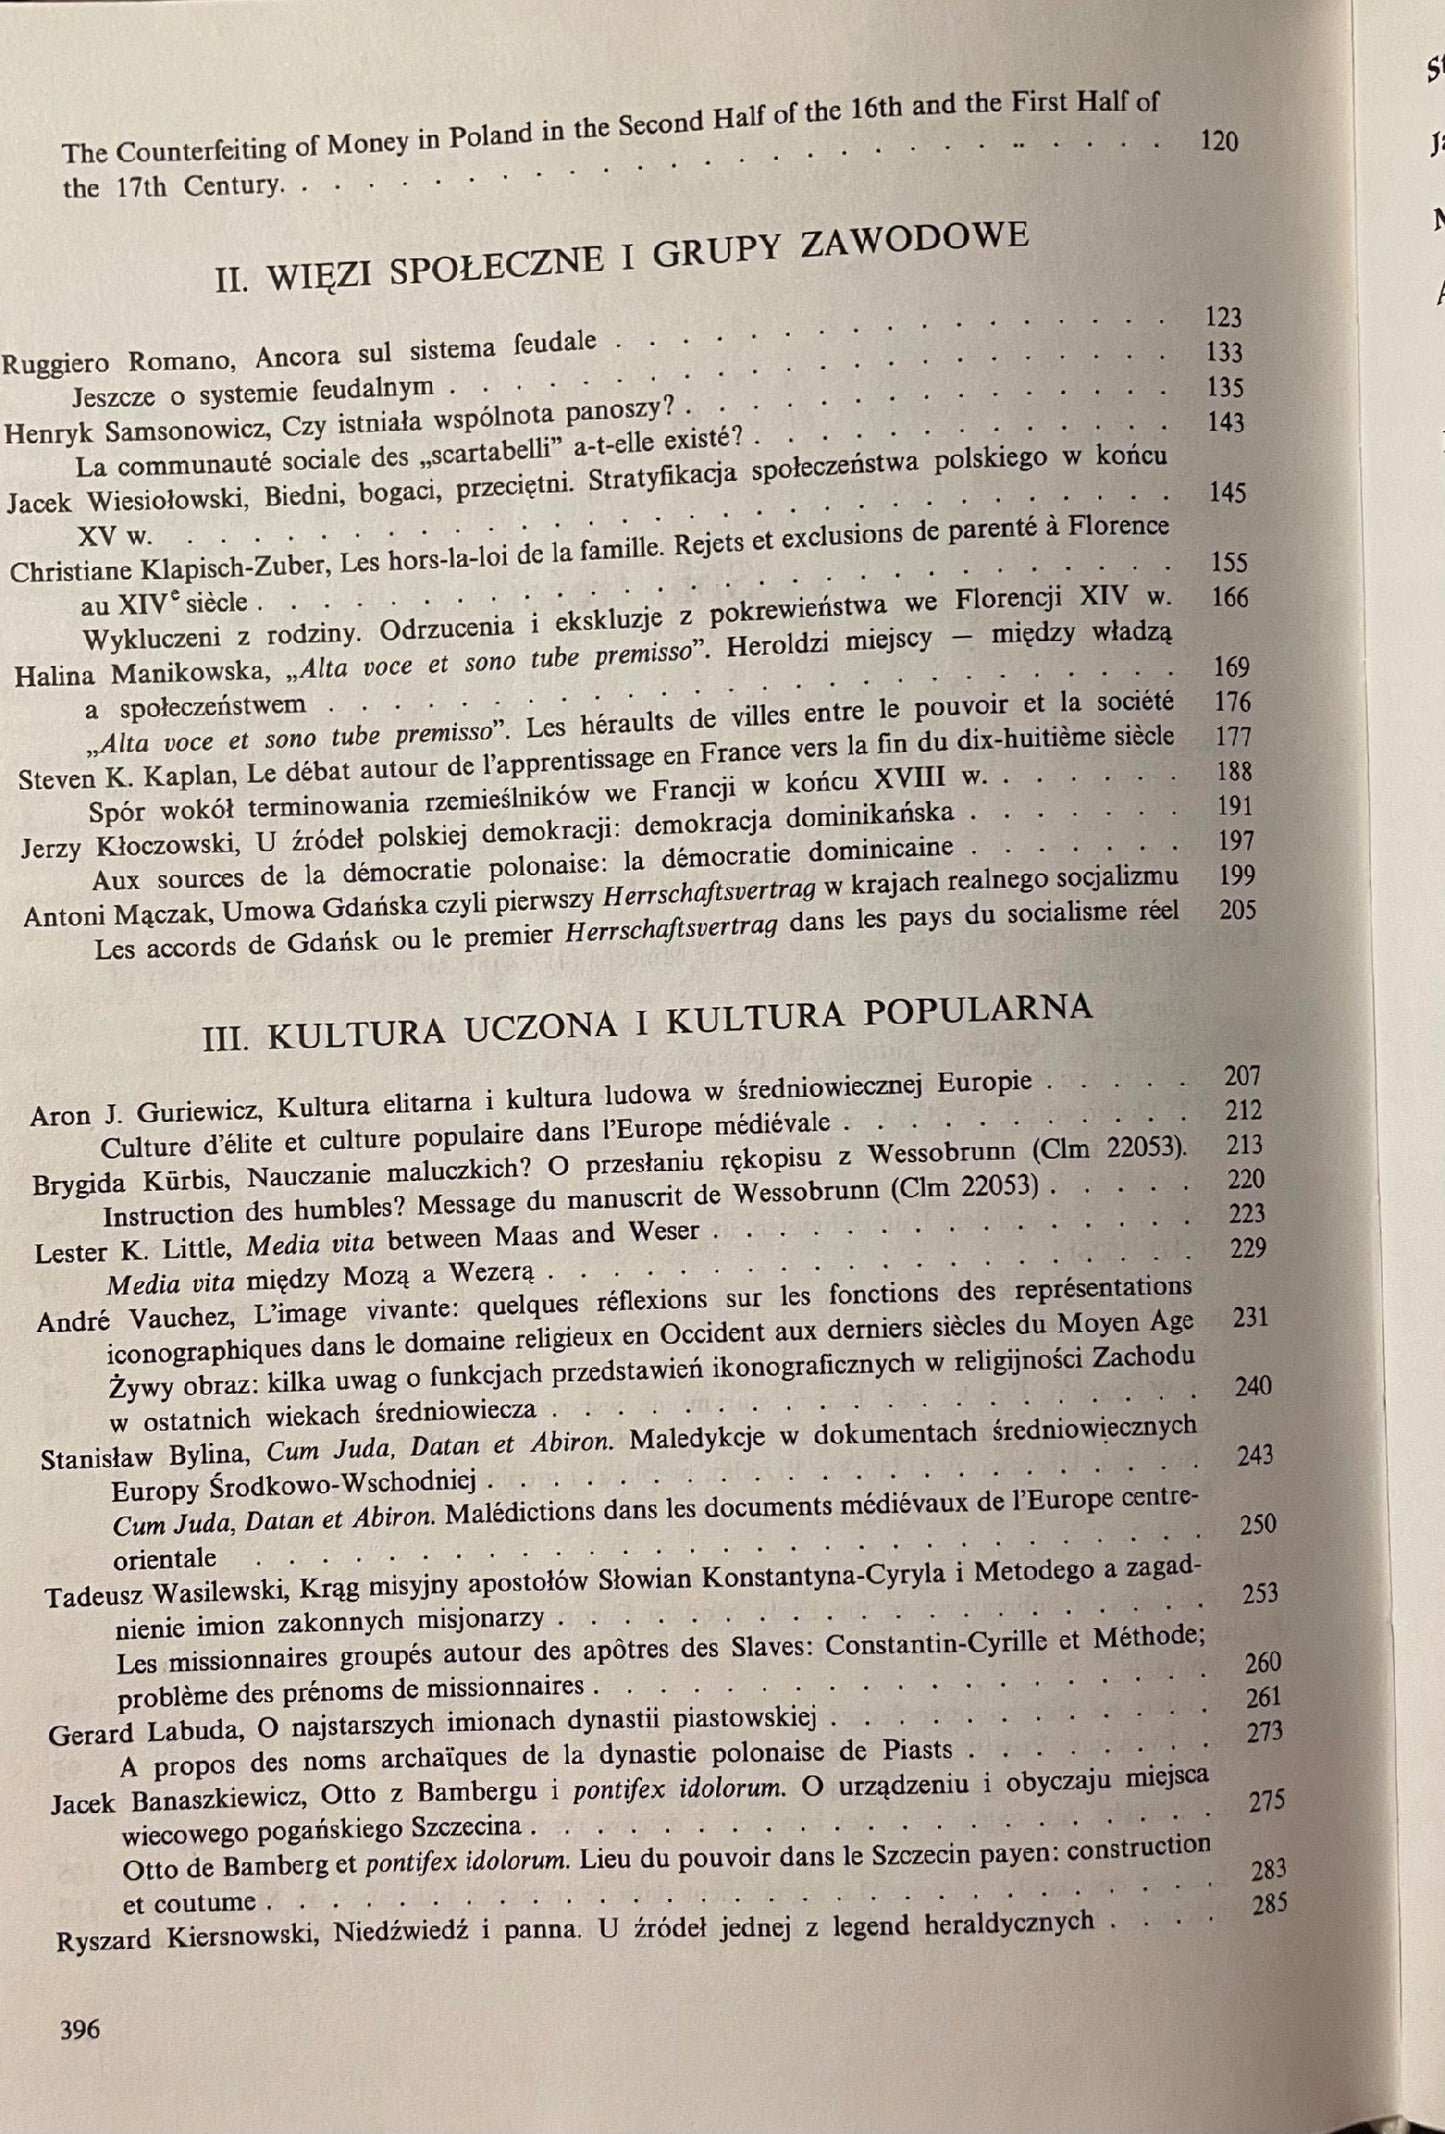 The Counterfeiting of Money in Poland in the Second Half of the 16th and the First Half of
the 17th Century. . . . . . . . . . . . . . . . . . . . . . . . . . . 120
II. WIĘZI SPOŁECZNE I GRUPY ZAWODOWE
Ruggiero Romano, Ancora sul sistema feudale . . . . . . . . . . . . . . . . . 123
Jeszcze o systemie feudalnym . . . . . . . . . . . . . . . . . . . . . . 133
Henryk Samsonowicz, Czy istniała wspólnota panoszy? . . . . . . . . . . . . . . . 135
La communauté sociale des „scartabelli” a-t-elle existé? . . . . . . . . . . . . . 143
Jacek Wiesiołowski, Biedni, bogaci, przeciętni. Stratyfikacja społeczeństwa polskiego w końcu
XV w. . . . . . . . . . . . . . . . . . . . . . . . . . . . . . . . 145
Christiane Klapisch-Zuber, Les hors-la-loi de la famille. Rejets et exclusions de parenté à Florence
au XIVe siècle . . . . . . . . . . . . . . . . . . . . . . . . . . . . 155
Wykluczeni z rodziny. Odrzucenia i ekskluzje z pokrewieństwa we Florencji XIV w. 166
Halina Manikowska, „Alta voce et sono tube premisso”. Heroldzi miejscy — między władzą
a społeczeństwem . . . . . . . . . . . . . . . . . . . . . . . . . . 169
„Alta voce et sono tube premisso”. Les héraults de villes entre le pouvoir et la société 176
Steven K. Kaplan, Le débat autour de l’apprentissage en France vers la fin du dix-huitième siècle 177
Spór wokół terminowania rzemieślników we Francji w końcu XVIII w. . . . . . . 188
Jerzy Kłoczowski, U źródeł polskiej demokracji: demokracja dominikańska . . . . . . . 191
Aux sources de la démocratie polonaise: la démocratie dominicaine . . . . . . . 197
Antoni Mączak, Umowa Gdańska czyli pierwszy Herrschaftsvertrag w krajach realnego socjalizmu 199
Les accords de Gdańsk ou le premier Herrschaftsvertrag dans les pays du socialisme réel 205
III. KULTURA UCZONA I KULTURA POPULARNA
Aron J. Guriewicz, Kultura elitarna i kultura ludowa w średniowiecznej Europie . . . . . 207
Culture d’élite et culture populaire dans l’Europe médiévale . . . . . . . . . . . 212
Brygida Kürbis, Nauczanie maluczkich? O przesłaniu rękopisu z Wessobrunn (Clm 22053). 213
Instruction des humbles? Message du manuscrit de Wessobrunn (Clm 22053) . . . . . 220
Lester K. Little, Media vita between Maas and Weser . . . . . . . . . . . . . . . 223
Media vita między Mozą a Wezerą . . . . . . . . . . . . . . . . . . . . 229
André Vauchez, L’image vivante: quelques réflexions sur les fonctions des représentations
iconographiques dans le domaine religieux en Occident aux derniers siècles du Moyen Age 231
Żywy obraz: kilka uwag o funkcjach przedstawień ikonograficznych w religijności Zachodu
w ostatnich wiekach średniowiecza . . . . . . . . . . . . . . . . . . . . 240
Stanisław Bylina, Cum Juda, Datan et Abiron. Maledykcje w dokumentach średniowiecznych
Europy Środkowo-Wschodniej . . . . . . . . . . . . . . . . . . . . . . 243
Cum Juda, Datan et Abiron. Malédictions dans les documents médiévaux de l’Europe centre-
orientale . . . . . . . . . . . . . . . . . . . . . . . . . . . . . 250
Tadeusz Wasilewski, Krąg misyjny apostołów Słowian Konstantyna-Cyryla i Metodego a zagad-
nienie imion zakonnych misjonarzy . . . . . . . . . . . . . . . . . . . . 253
Les missionnaires groupés autour des apôtres des Slaves: Constantin-Cyrille et Méthode;
problème des prénoms de missionnaires . . . . . . . . . . . . . . . . . . . 260
Gerard Labuda, O najstarszych imionach dynastii piastowskiej . . . . . . . . . . . . 261
A propos des noms archaïques de la dynastie polonaise de Piasts . . . . . . . . 273
Jacek Banaszkiewicz, Otto z Bambergu i pontifex idolorum. O urządzeniu i obyczaju miejsca
wiecowego pogańskiego Szczecina . . . . . . . . . . . . . . . . . . . . . 275
Otto de Bamberg et pontifex idolorum. Lieu du pouvoir dans le Szczecin payen: construction
et coutume . . . . . . . . . . . . . . . . . . . . . . . . . . . . 283
Ryszard Kiersnowski, Niedźwiedź i panna. U źródeł jednej z legend heraldycznych . . . . 285
396